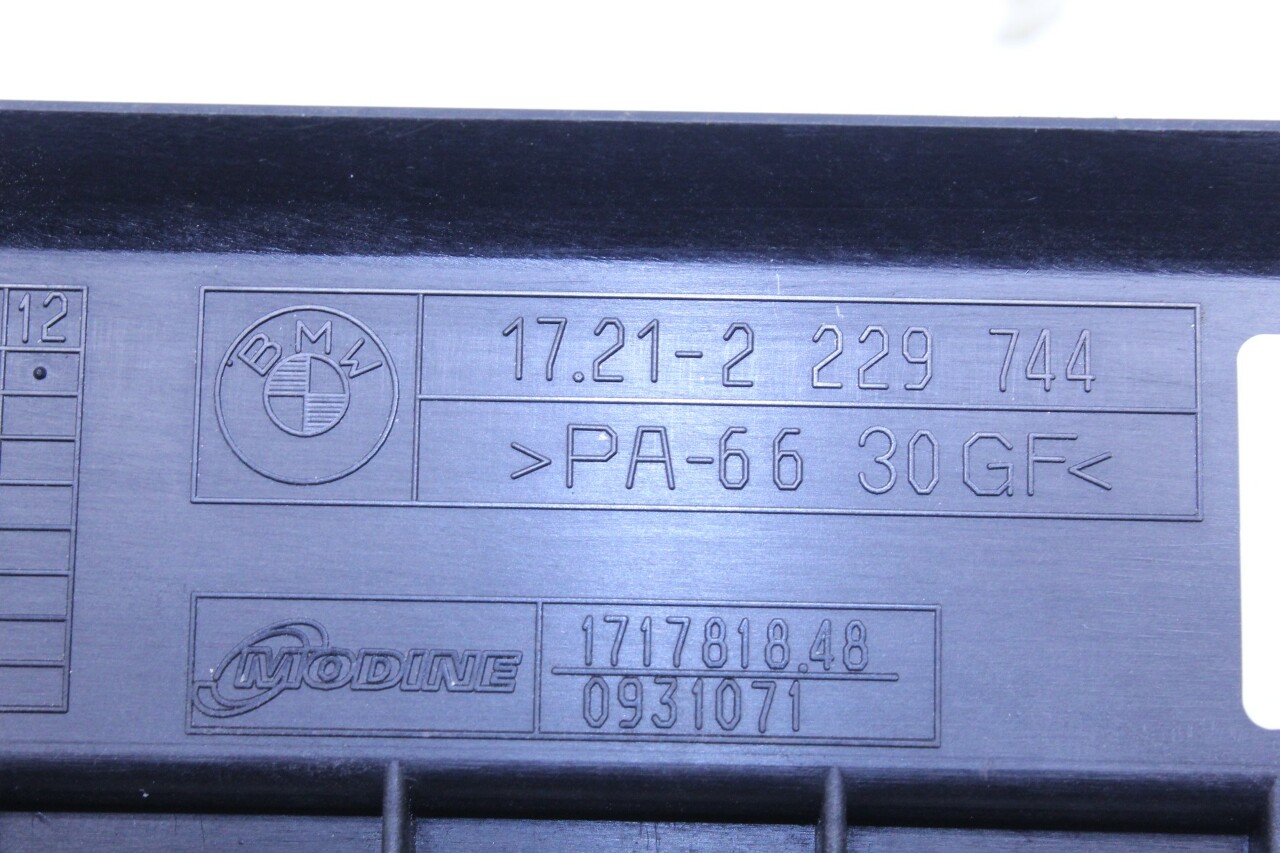 12
BMW
17.21-2 229 744
>PA-66 30GF<
MODINE
1717818.48
0931071